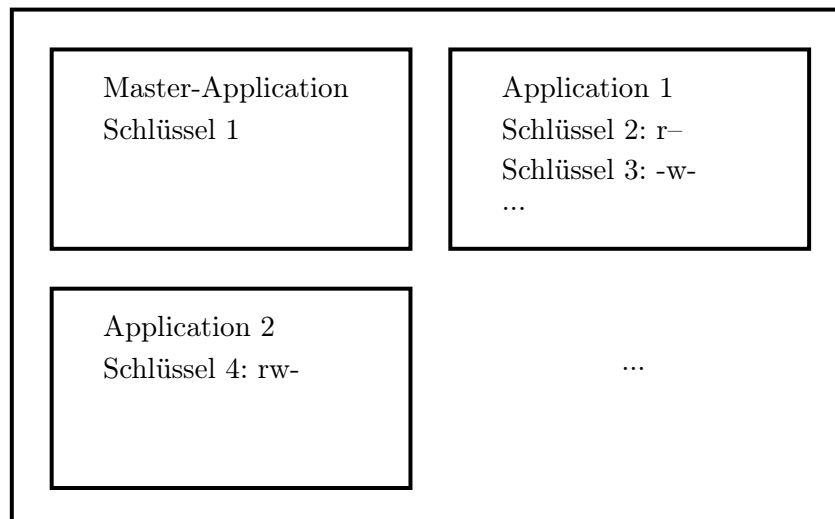 Master-Application
Schlüssel 1
Application 1
Schlüssel 2: r–
Schlüssel 3: -w-
...
Application 2
Schlüssel 4: rw-
...